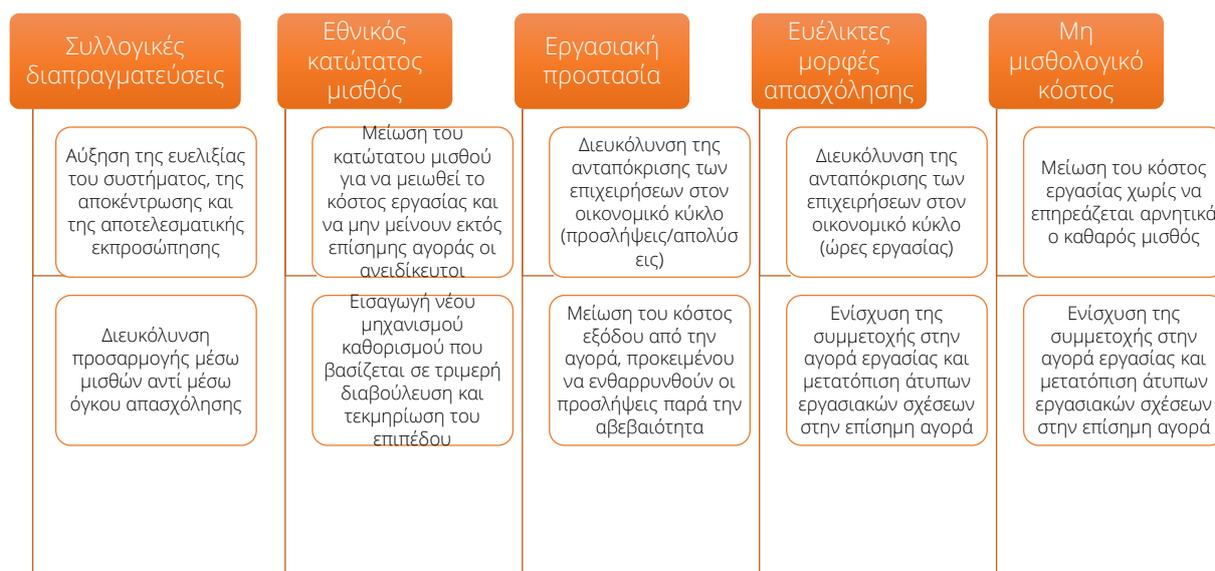 Συλλογικές
διαπραγματεύσεις
Εθνικός
κατώτατος
μισθός
Εργασιακή
προστασία
Ευέλικτες
μορφές
απασχόλησης
Μη
μισθολογικό
κόστος
Αύξηση της ευελιξίας
του συστήματος, της
αποκέντρωσης και
της αποτελεσματικής
εκπροσώπησης
Μείωση του
κατώτατου μισθού
για να μειωθεί το
κόστος εργασίας και
να μην μείνουν εκτός
επίσημης αγοράς οι
ανειδίκευτοι
Διευκόλυνση της
ανταπόκρισης των
επιχειρήσεων στον
οικονομικό κύκλο
(προσλήψεις/απολύσ
εις)
Διευκόλυνση της
ανταπόκρισης των
επιχειρήσεων στον
οικονομικό κύκλο
(ώρες εργασίας)
Μείωση του κόστος
εργασίας χωρίς να
επηρεάζεται αρνητικά
ο καθαρός μισθός
Διευκόλυνση
προσαρμογής μέσω
μισθών αντί μέσω
όγκου απασχόλησης
Εισαγωγή νέου
μηχανισμού
καθορισμού που
βασίζεται σε τριμερή
διαβούλευση και
τεκμηρίωση του
επιπέδου
Μείωση του κόστος
εξόδου από την
αγορά, προκειμένου
να ενθαρρυνθούν οι
προσλήψεις παρά την
αβεβαιότητα
Ενίσχυση της
συμμετοχής στην
αγορά εργασίας και
μετατόπιση άτυπων
εργασιακών σχέσεων
στην επίσημη αγορά
Ενίσχυση της
συμμετοχής στην
αγορά εργασίας και
μετατόπιση άτυπων
εργασιακών σχέσεων
στην επίσημη αγορά